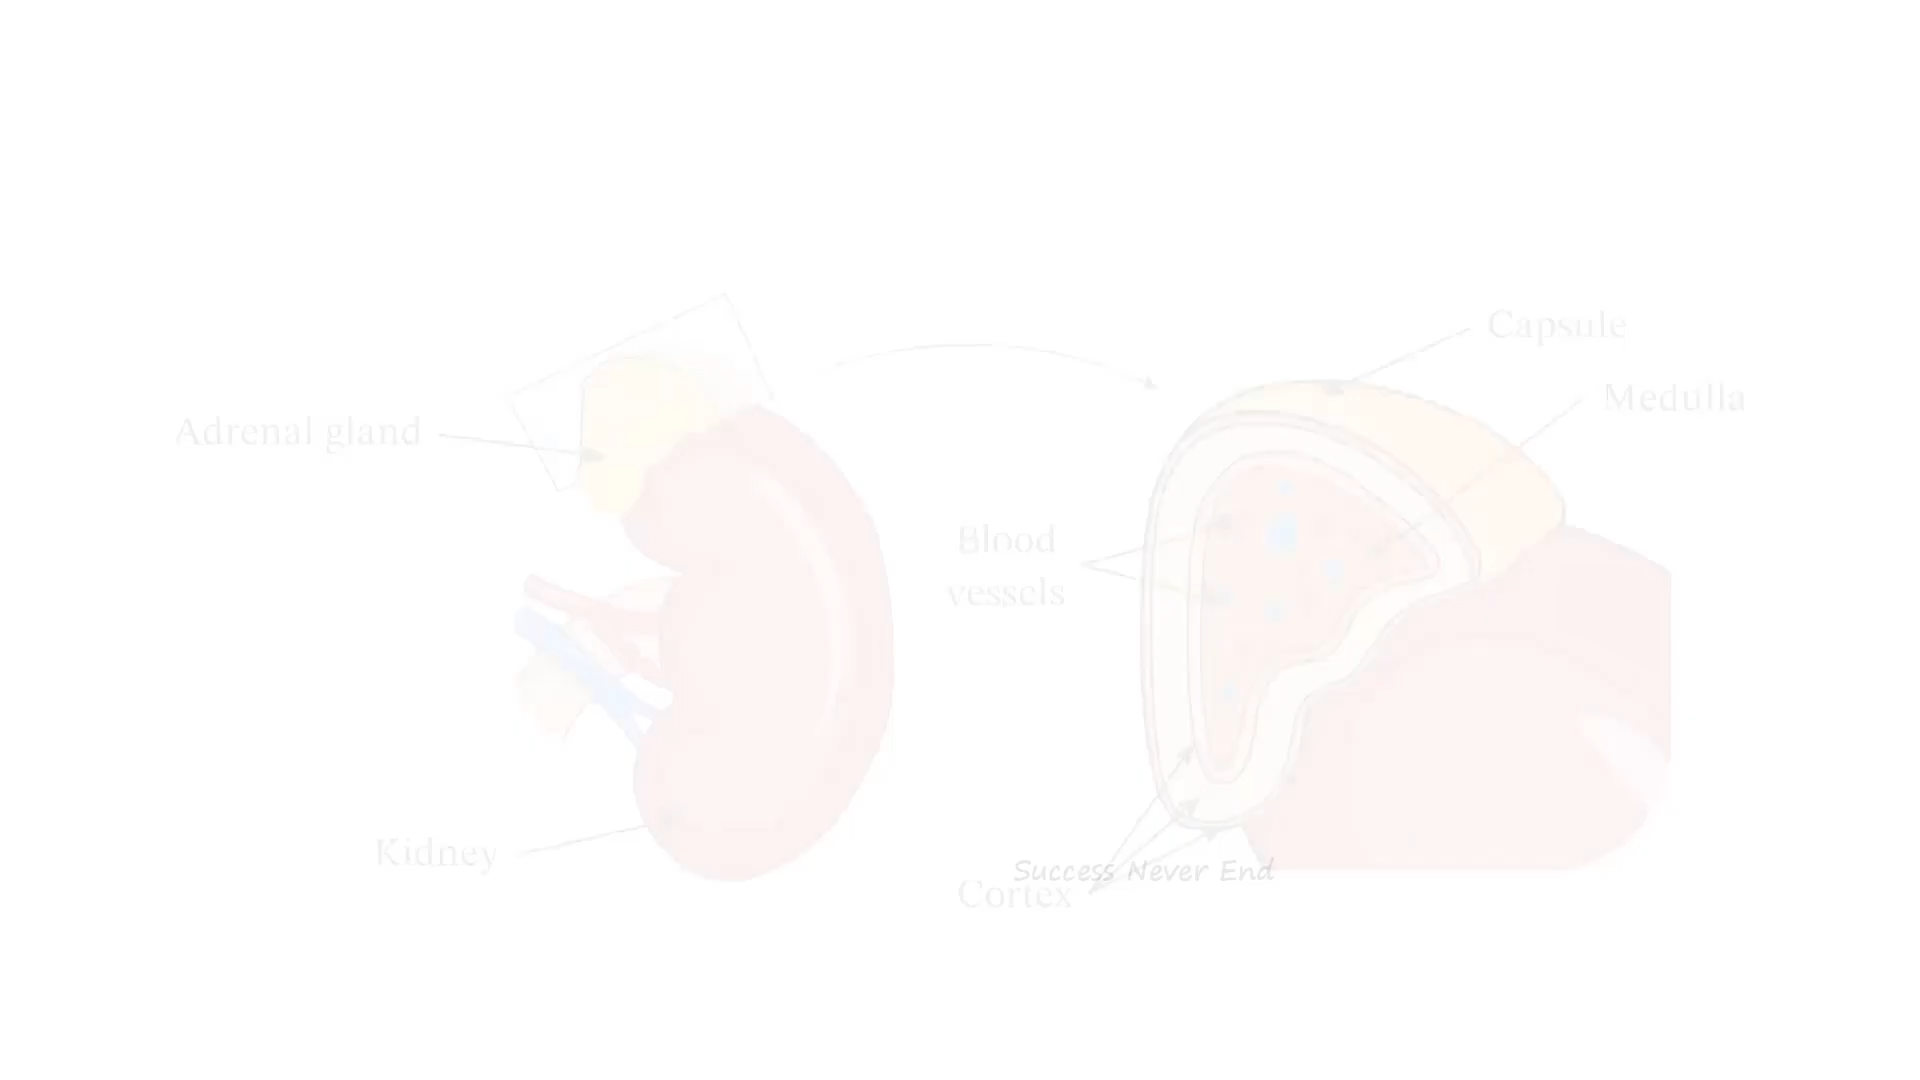 Capsule
Medulla
Adrenal gland
Blood
vessels
Kidney
Success Never End
Cortex